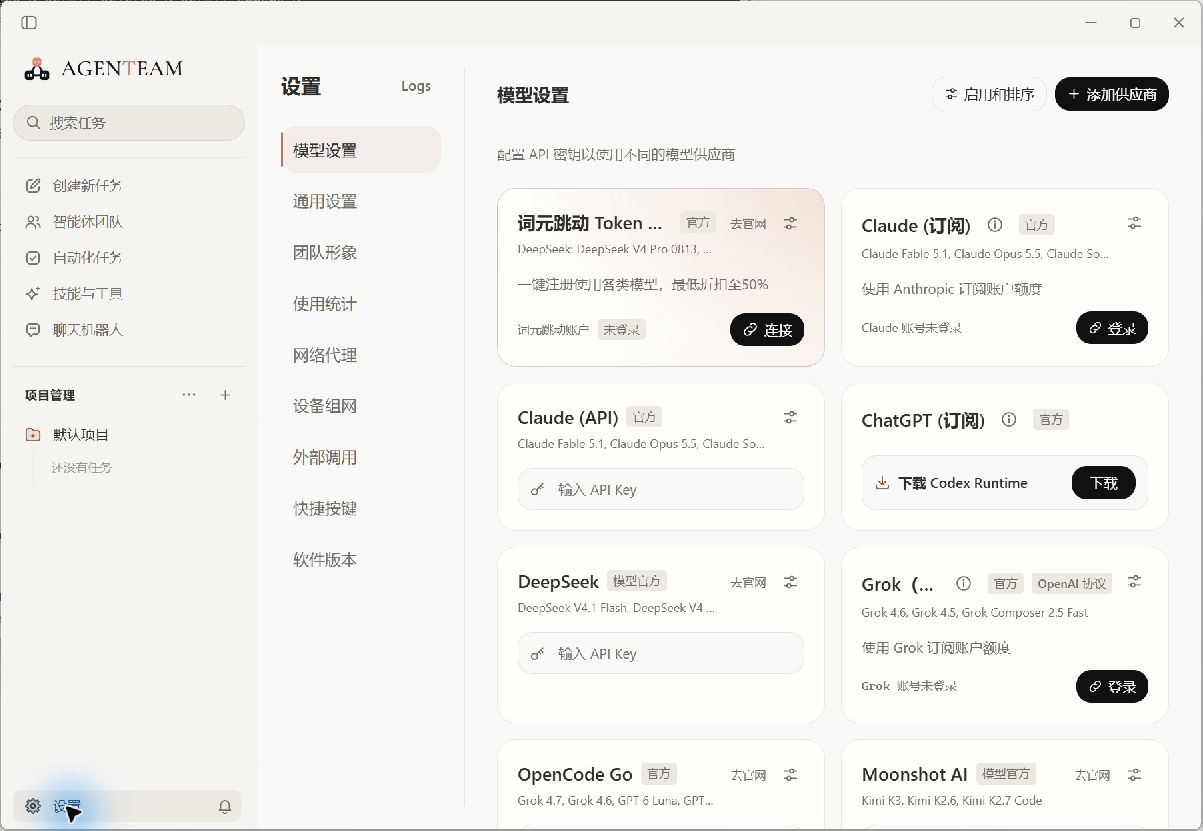 AGENTEAM
搜索任务
创建新任务
智能体团队
自动化任务
技能与工具
聊天机器人
项目管理
默认项目
还没有任务
设置
设置
Logs
模型设置
通用设置
团队形象
使用统计
网络代理
设备组网
外部调用
快捷按键
软件版本
模型设置
启用和排序
添加供应商
配置 API 密钥以使用不同的模型供应商
词元跳动 Token ... 官方 去官网
DeepSeek: DeepSeek V4 Pro 0813, ...
一键注册使用各类模型，最低折扣至50%
词元跳动账户 未登录 连接
Claude (订阅) 官方
Claude Fable 5.1, Claude Opus 5.5, Claude So...
使用 Anthropic 订阅账户额度
Claude 账号未登录 登录
Claude (API) 官方
Claude Fable 5.1, Claude Opus 5.5, Claude So...
输入 API Key
ChatGPT (订阅) 官方
下载 Codex Runtime 下载
DeepSeek 模型官方 去官网
DeepSeek V4.1 Flash, DeepSeek V4 ...
输入 API Key
Grok （... 官方 OpenAI 协议
Grok 4.6, Grok 4.5, Grok Composer 2.5 Fast
使用 Grok 订阅账户额度
Grok 账号未登录 登录
OpenCode Go 官方 去官网
Grok 4.7, Grok 4.6, GPT 6 Luna, GPT...
Moonshot AI 模型官方 去官网
Kimi K3, Kimi K2.6, Kimi K2.7 Code